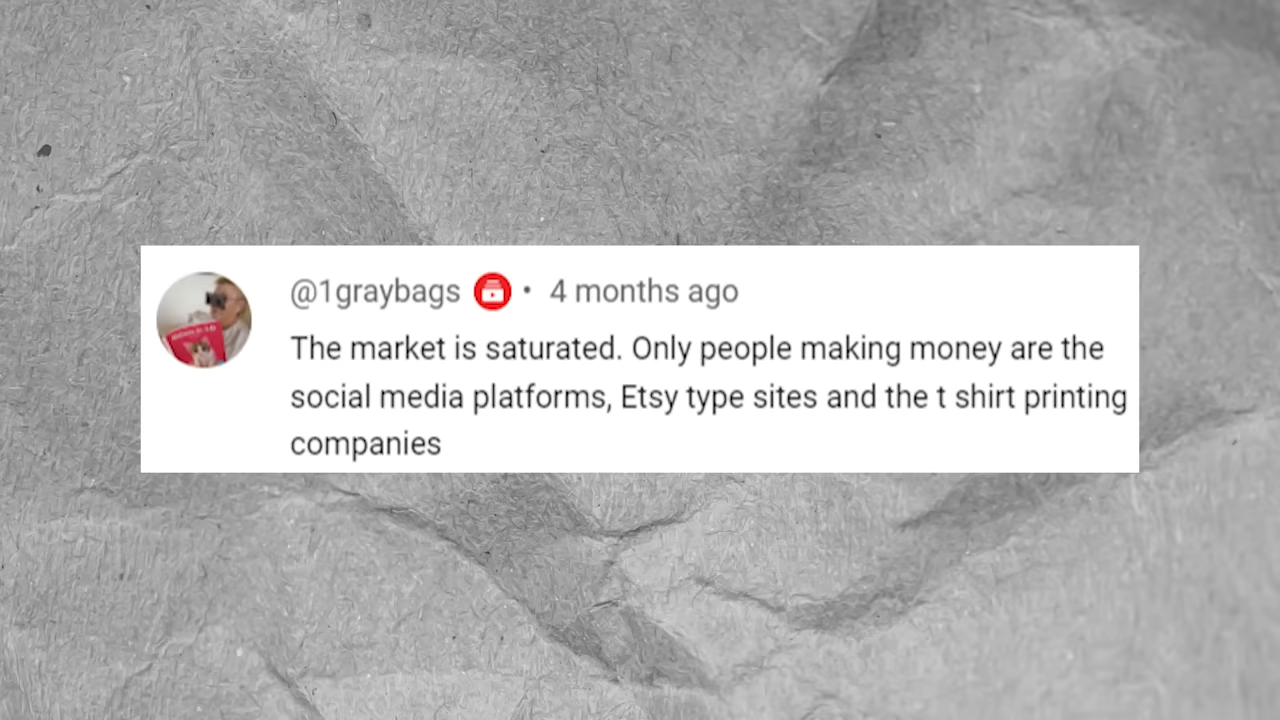 @1graybags • 4 months ago
The market is saturated. Only people making money are the
social media platforms, Etsy type sites and the t shirt printing
companies